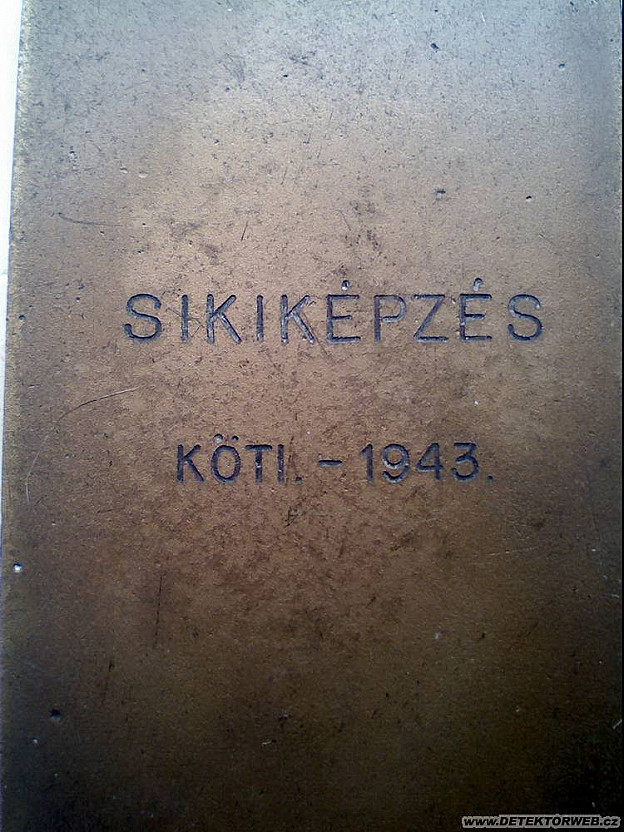 SIKIKÉPZÉS
KÖTI. - 1943.
www.DETEKTORWEB.cz